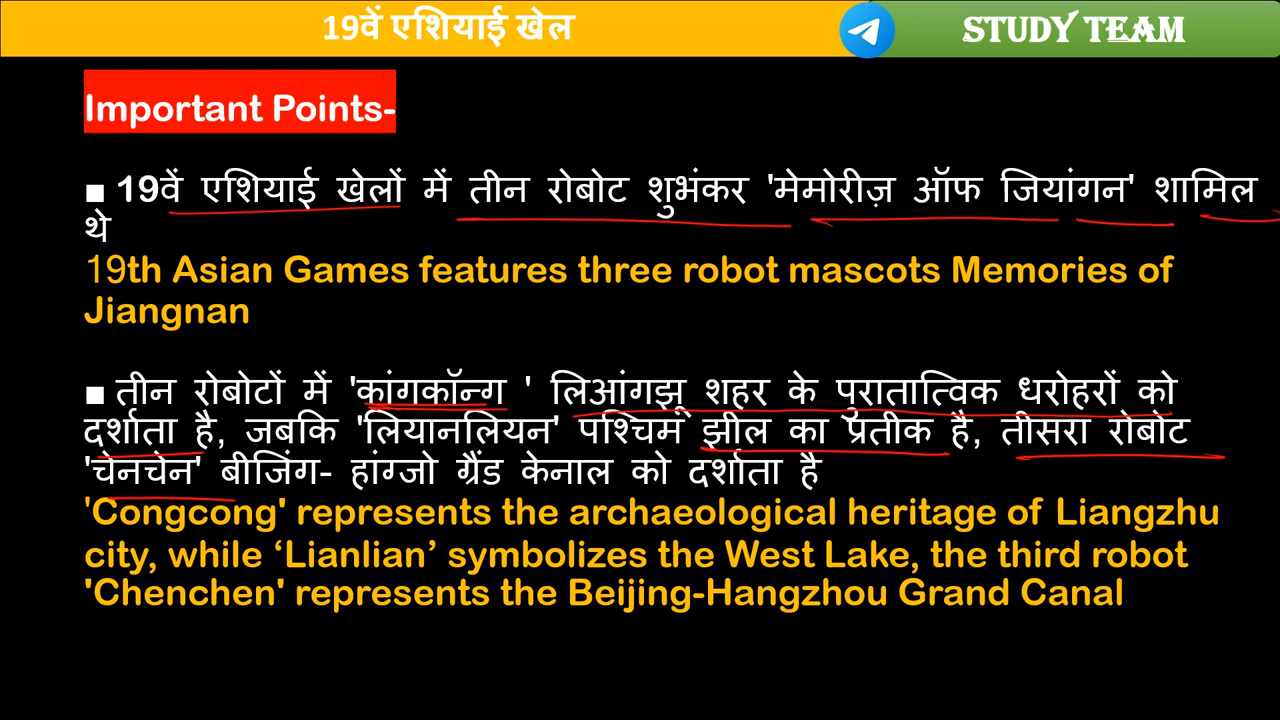 19वें एशियाई खेल
STUDY TEAM
Important Points-
■ 19वें एशियाई खेलों में तीन रोबोट शुभंकर 'मेमोरीज़ ऑफ जियांगन' शामिल
थे
19th Asian Games features three robot mascots Memories of
Jiangnan
■ तीन रोबोटों में 'कांगकॉन्ग ' लिआंगझू शहर के पुरातात्विक धरोहरों को
दर्शाता है, जबकि 'लियानलियन' पश्चिम झील का प्रतीक है, तीसरा रोबोट
'चेनचेन' बीजिंग- हांग्जो ग्रैंड केनाल को दर्शाता है
'Congcong' represents the archaeological heritage of Liangzhu
city, while ‘Lianlian’ symbolizes the West Lake, the third robot
'Chenchen' represents the Beijing-Hangzhou Grand Canal